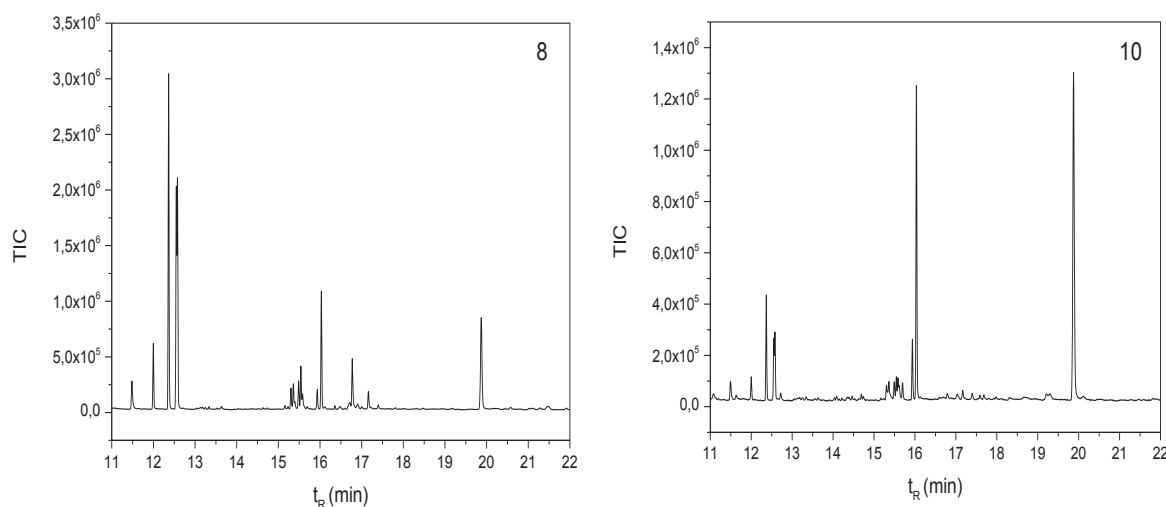 8
TIC
3,5x10⁶
3,0x10⁶
2,5x10⁶
2,0x10⁶
1,5x10⁶
1,0x10⁶
5,0x10⁵
0,0
11 12 13 14 15 16 17 18 19 20 21 22
t_R (min)
10
TIC
1,4x10⁶
1,2x10⁶
1,0x10⁶
8,0x10⁵
6,0x10⁵
4,0x10⁵
2,0x10⁵
0,0
11 12 13 14 15 16 17 18 19 20 21 22
t_R (min)